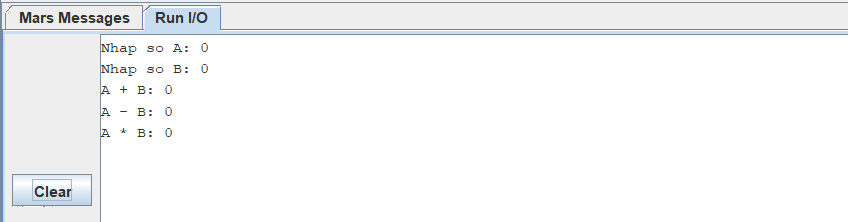 Mars Messages Run I/O
Nhap so A: 0
Nhap so B: 0
A + B: 0
A - B: 0
A * B: 0
Clear